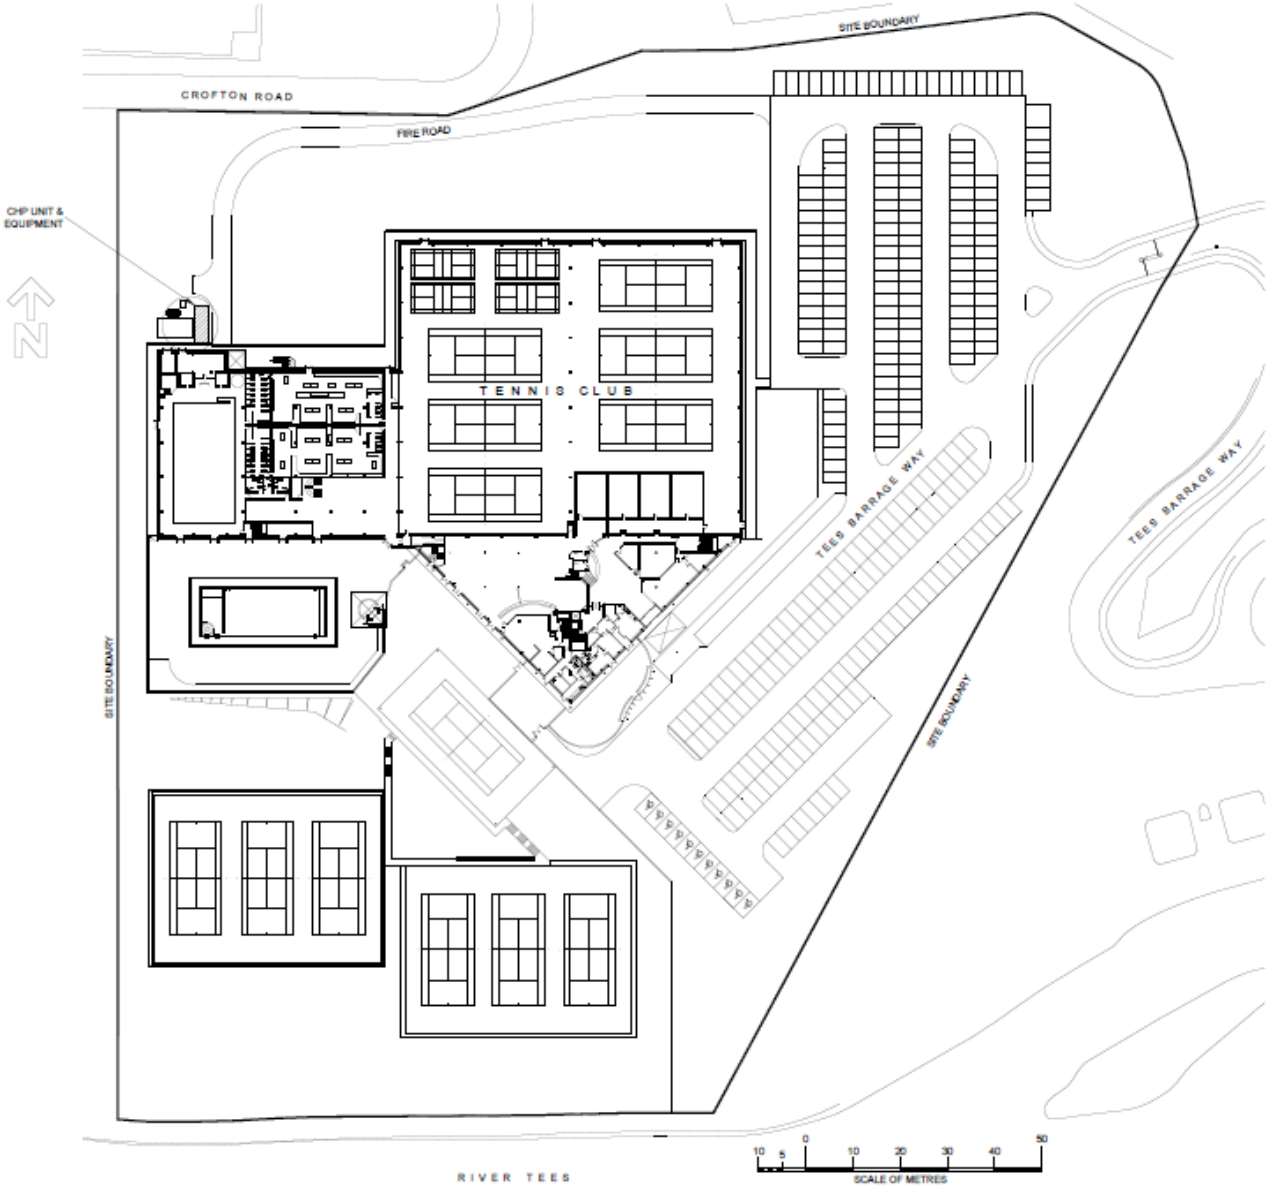 SITE BOUNDARY
CROFTON ROAD
FIRE ROAD
CHP UNIT &
EQUIPMENT
N
TENNIS CLUB
TEES BARRAGE WAY
TEES BARRAGE WAY
SITE BOUNDARY
SITE BOUNDARY
10 5 0 10 20 30 40 50
SCALE OF METRES
RIVER TEES